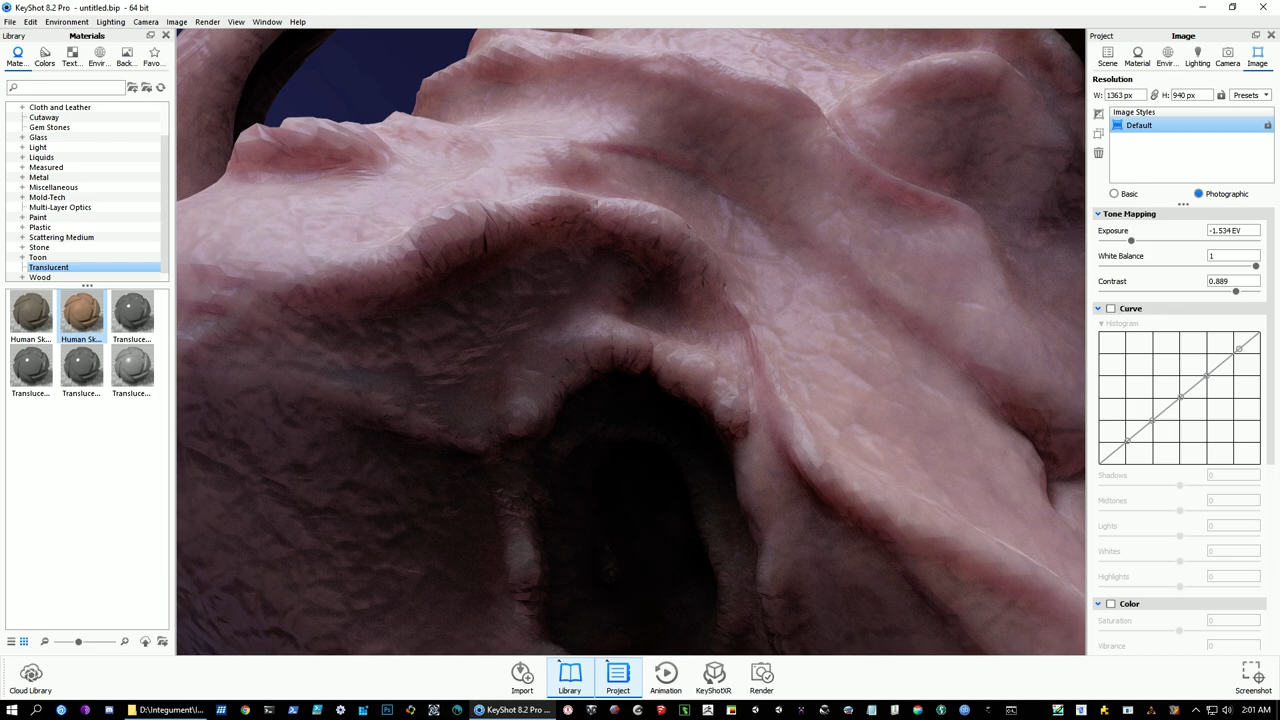 KeyShot 8.2 Pro - untitled.bip - 64 bit
File Edit Environment Lighting Camera Image Render View Window Help
Library Materials
Mate... Colors Text... Envir... Back... Favo...
Cloth and Leather
Cutaway
Gem Stones
Glass
Light
Liquids
Measured
Metal
Miscellaneous
Mold-Tech
Multi-Layer Optics
Paint
Plastic
Scattering Medium
Stone
Toon
Translucent
Wood
Human Sk... Human Sk... Transluce...
Transluce... Transluce... Transluce...
Project Image
Scene Material Envir... Lighting Camera Image
Resolution
W: 1363 px H: 940 px Presets
Image Styles
Default
Basic Photographic
Tone Mapping
Exposure -1.534 EV
White Balance 1
Contrast 0.889
Curve
Histogram
Shadows 0
Midtones 0
Lights 0
Whites 0
Highlights 0
Color
Saturation 0
Vibrance 0
Cloud Library Import Library Project Animation KeyShotXR Render Screenshot
D:\Integument\I... KeyShot 8.2 Pro ... 2:01 AM